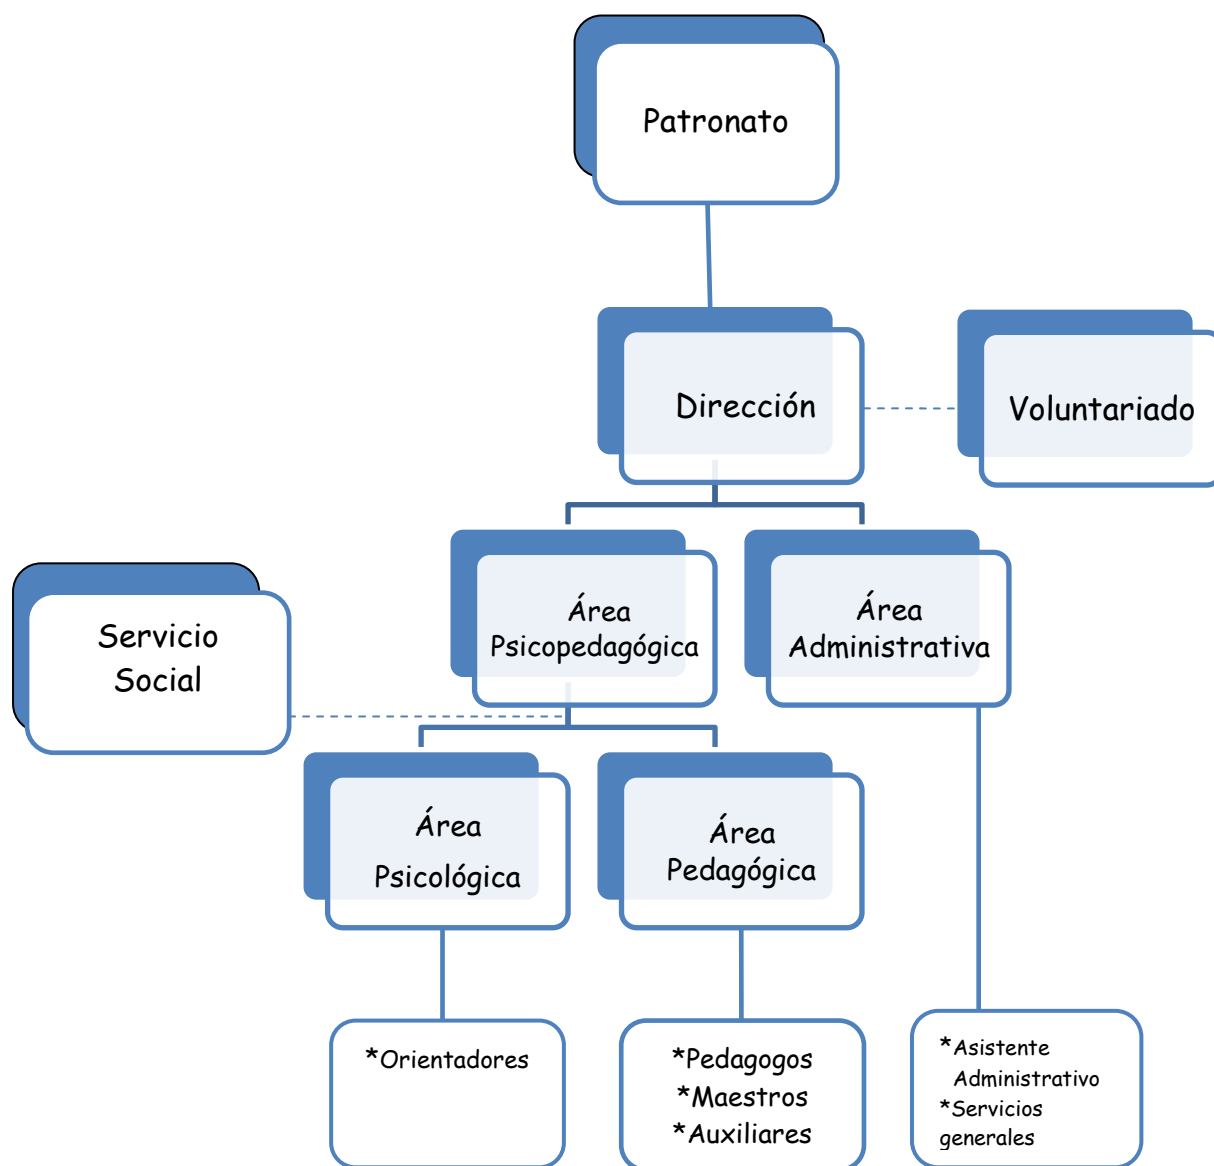 Patronato
Dirección
Voluntariado
Área
Psicopedagógica
Área
Administrativa
Servicio
Social
Área
Psicológica
Área
Pedagógica
*Orientadores
*Pedagogos
*Maestros
*Auxiliares
*Asistente
Administrativo
*Servicios
generales